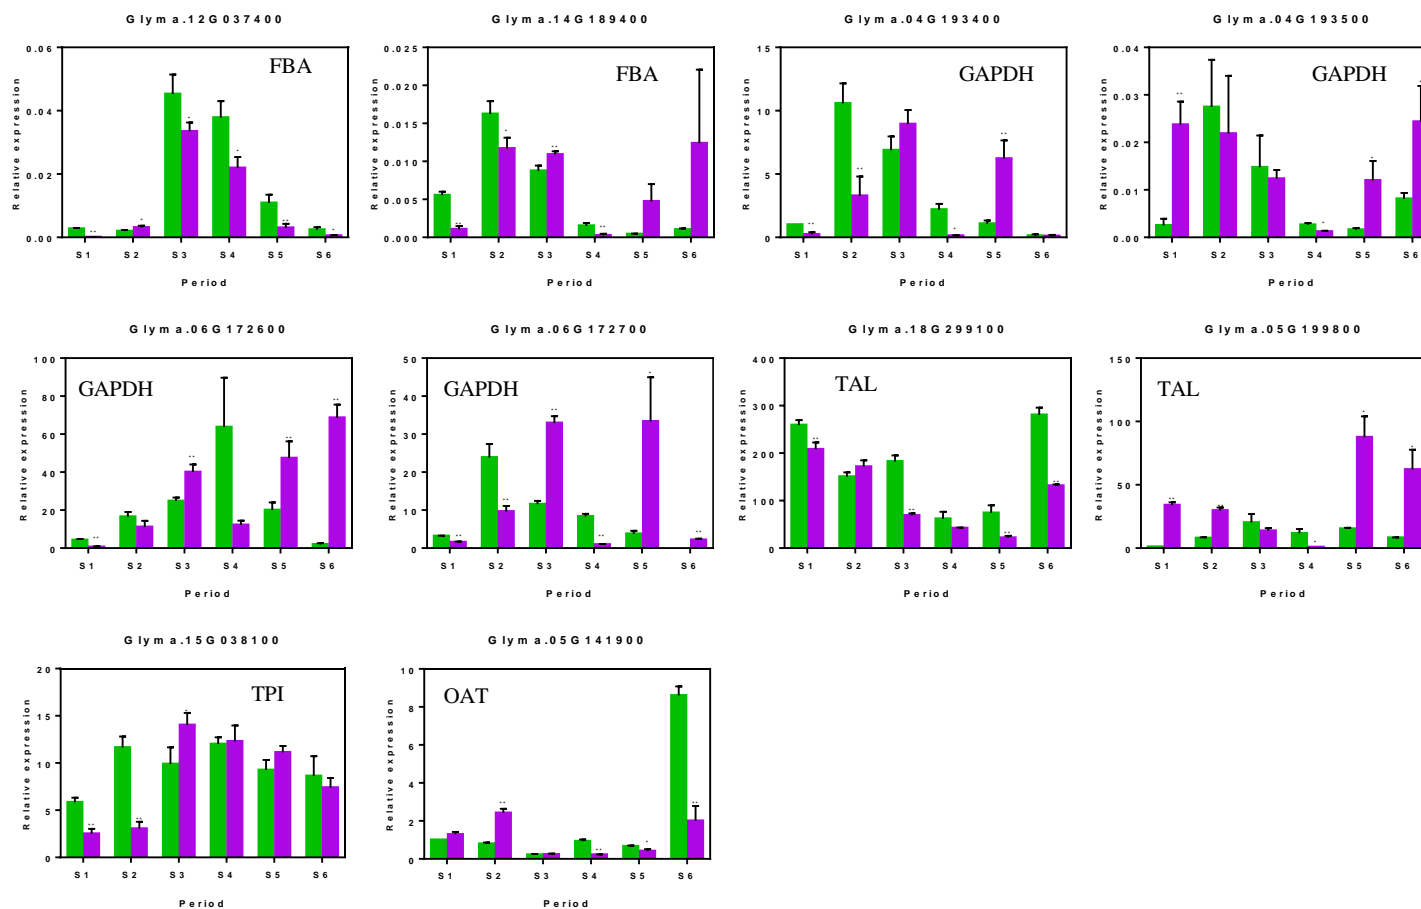 Glyma.12G037400
Relative expression
0.06
0.04
0.02
0.00
FBA
S1 S2 S3 S4 S5 S6
Period
Glyma.14G189400
Relative expression
0.025
0.020
0.015
0.010
0.005
0.000
FBA
S1 S2 S3 S4 S5 S6
Period
Glyma.04G193400
Relative expression
15
10
5
0
GAPDH
S1 S2 S3 S4 S5 S6
Period
Glyma.04G193500
Relative expression
0.04
0.03
0.02
0.01
0.00
GAPDH
S1 S2 S3 S4 S5 S6
Period
Glyma.06G172600
Relative expression
100
80
60
40
20
0
GAPDH
S1 S2 S3 S4 S5 S6
Period
Glyma.06G172700
Relative expression
50
40
30
20
10
0
GAPDH
S1 S2 S3 S4 S5 S6
Period
Glyma.18G299100
Relative expression
400
300
200
100
0
TAL
S1 S2 S3 S4 S5 S6
Period
Glyma.05G199800
Relative expression
150
100
50
0
TAL
S1 S2 S3 S4 S5 S6
Period
Glyma.15G038100
Relative expression
20
15
10
5
0
TPI
S1 S2 S3 S4 S5 S6
Period
Glyma.05G141900
Relative expression
10
8
6
4
2
0
OAT
S1 S2 S3 S4 S5 S6
Period